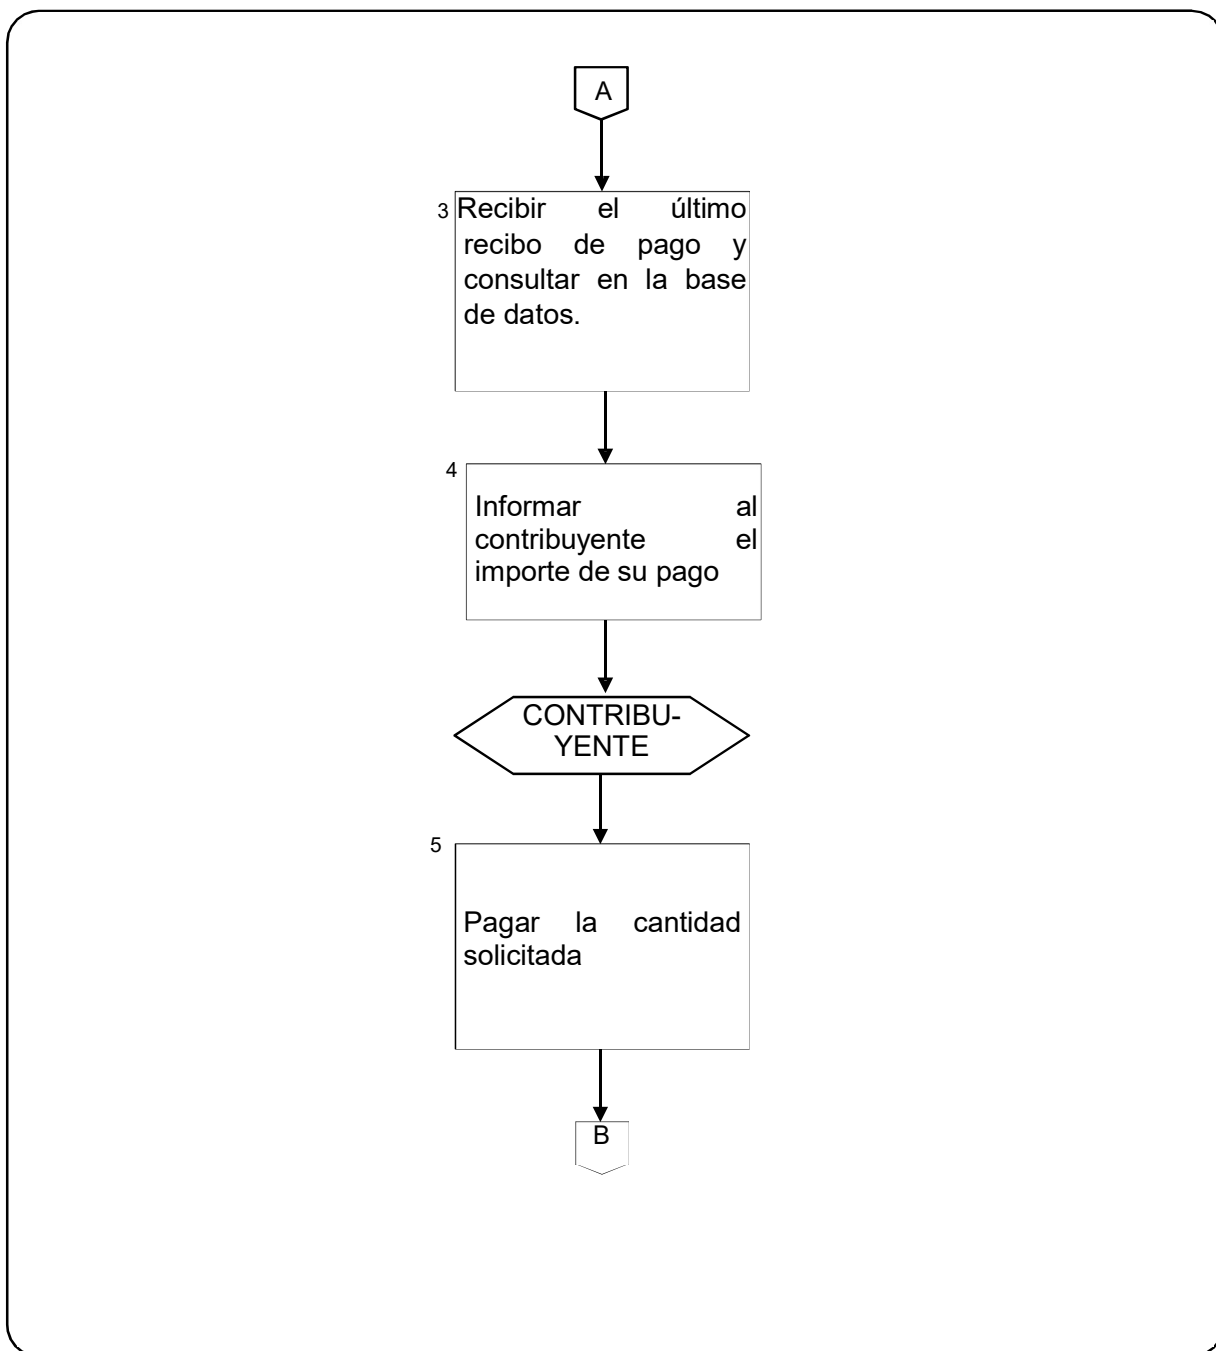 A
3 Recibir el último
recibo de pago y
consultar en la base
de datos.
4
Informar al
contribuyente el
importe de su pago
CONTRIBU-
YENTE
5
Pagar la cantidad
solicitada
B